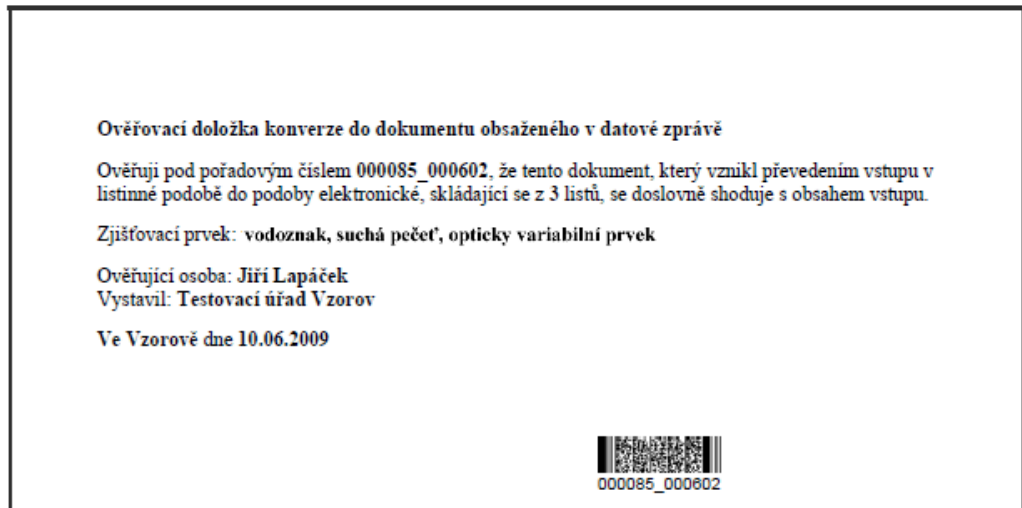 Ověřovací doložka konverze do dokumentu obsaženého v datové zprávě
Ověřuji pod pořadovým číslem 000085_000602, že tento dokument, který vznikl převedením vstupu v
listinné podobě do podoby elektronické, skládající se z 3 listů, se doslovně shoduje s obsahem vstupu.
Zjišťovací prvek: vodoznak, suchá pečeť, opticky variabilní prvek
Ověřující osoba: Jiří Lapáček
Vystavil: Testovací úřad Vzorov
Ve Vzorově dne 10.06.2009
000085_000602